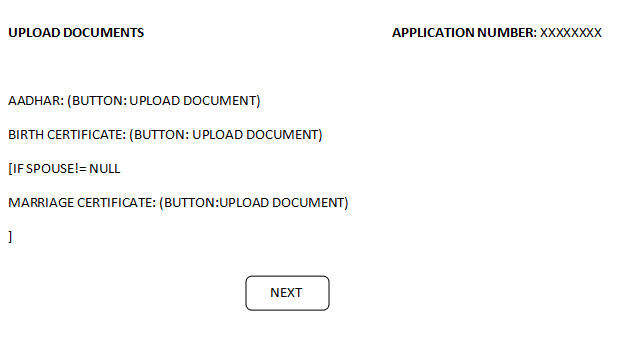 UPLOAD DOCUMENTS APPLICATION NUMBER: XXXXXXXX
AADHAR: (BUTTON: UPLOAD DOCUMENT)
BIRTH CERTIFICATE: (BUTTON: UPLOAD DOCUMENT)
[IF SPOUSE!= NULL
MARRIAGE CERTIFICATE: (BUTTON:UPLOAD DOCUMENT)
]
NEXT